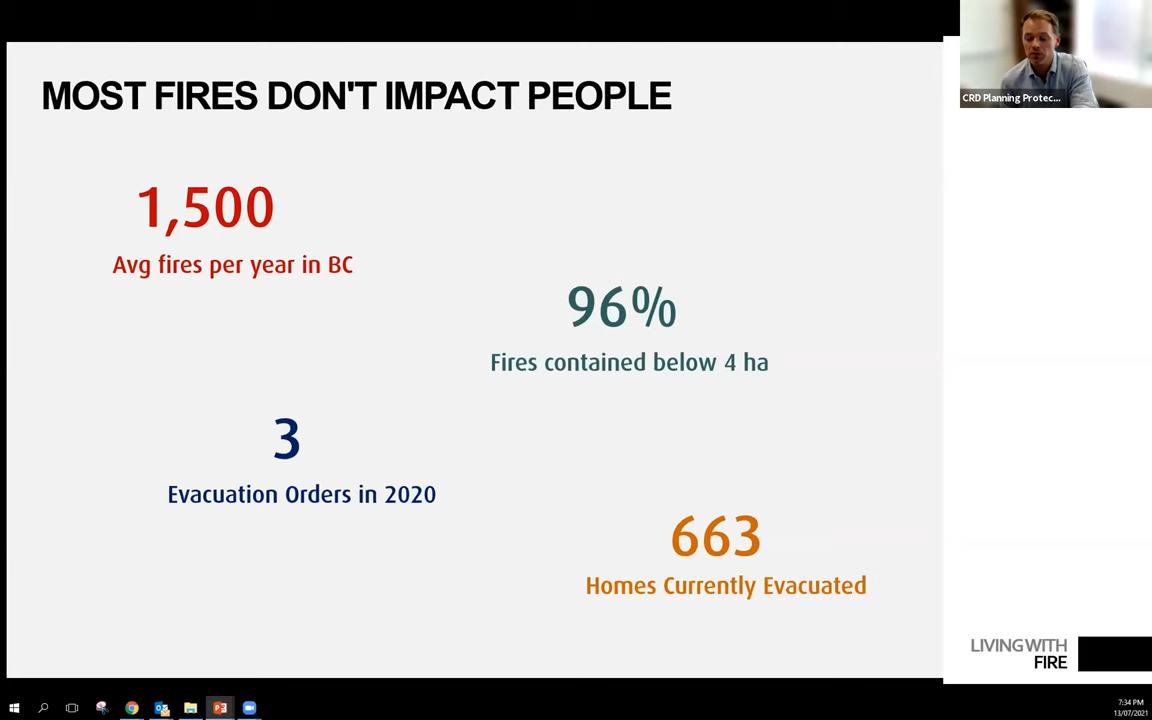 MOST FIRES DON'T IMPACT PEOPLE
CRD Planning Protec...
1,500
Avg fires per year in BC
96%
Fires contained below 4 ha
3
Evacuation Orders in 2020
663
Homes Currently Evacuated
LIVING WITH
FIRE
7:34 PM
13/07/2021